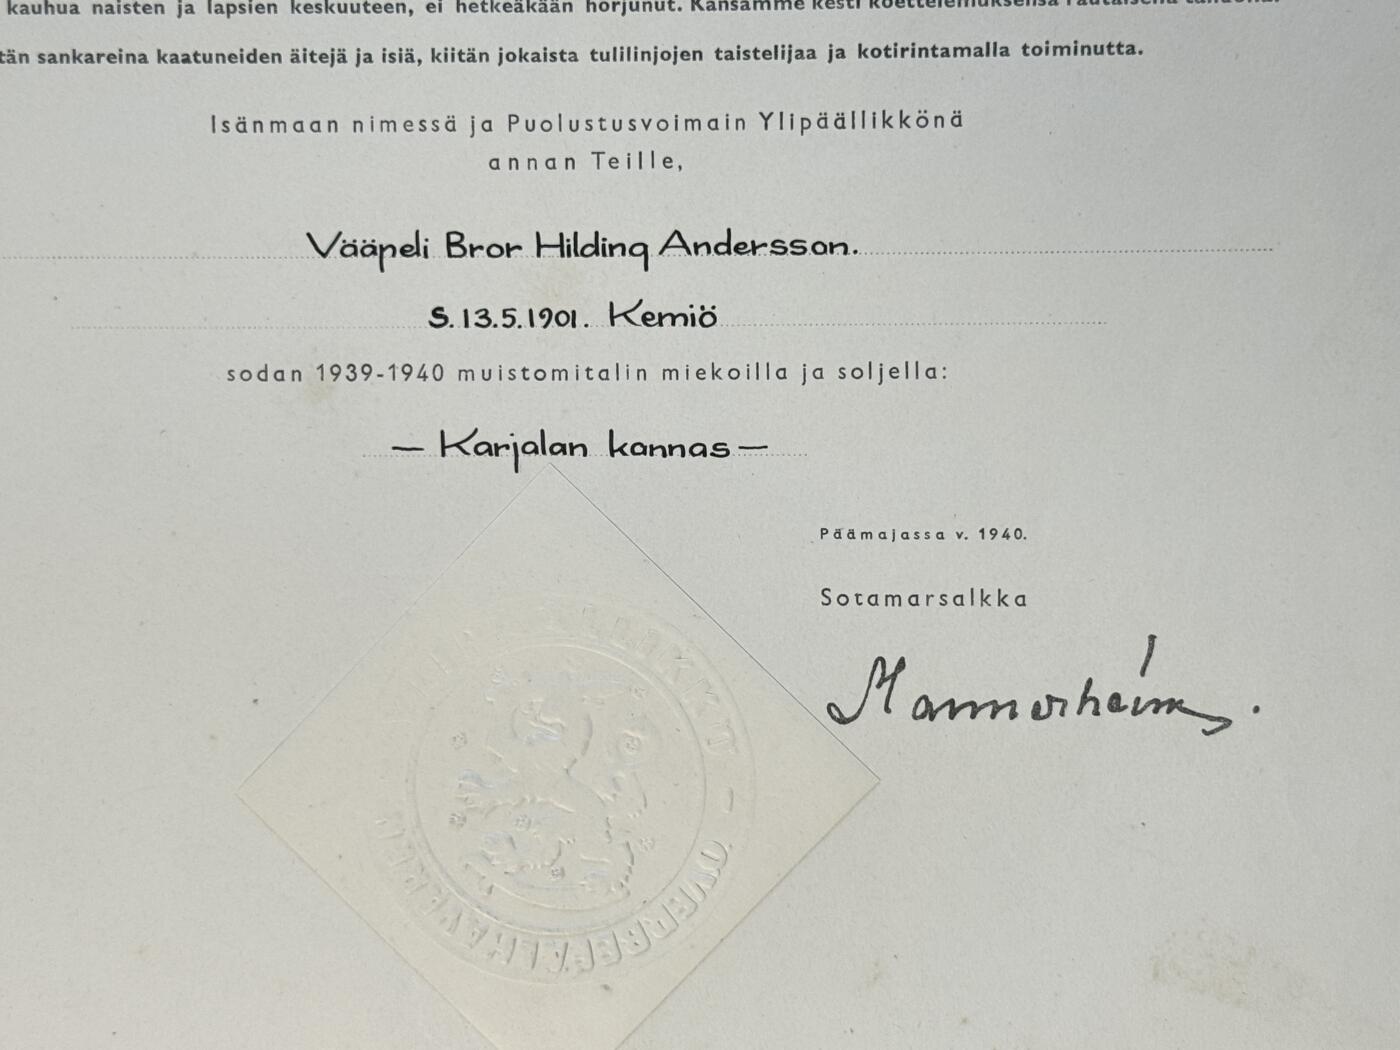 kauhua naisten ja lapsien keskuuteen, ei hetkeäkään horjunut. Kansamme kesti koettelemuksensa rautaisella
tän sankareina kaatuneiden äitejä ja isiä, kiitän jokaista tulilinjojen taistelijaa ja kotirintamalla toiminutta.
Isänmaan nimessä ja Puolustusvoimain Ylipäällikkönä
annan Teille,
Vääpeli Bror Hilding Andersson.
S. 13.5.1901. Kemiö
sodan 1939-1940 muistomitalin miekoilla ja soljella:
— Karjalan kannas —
Päämajassa v. 1940.
Sotamarsalkka
Mannerheim.
ÖVERBEFÄLHAVAREN